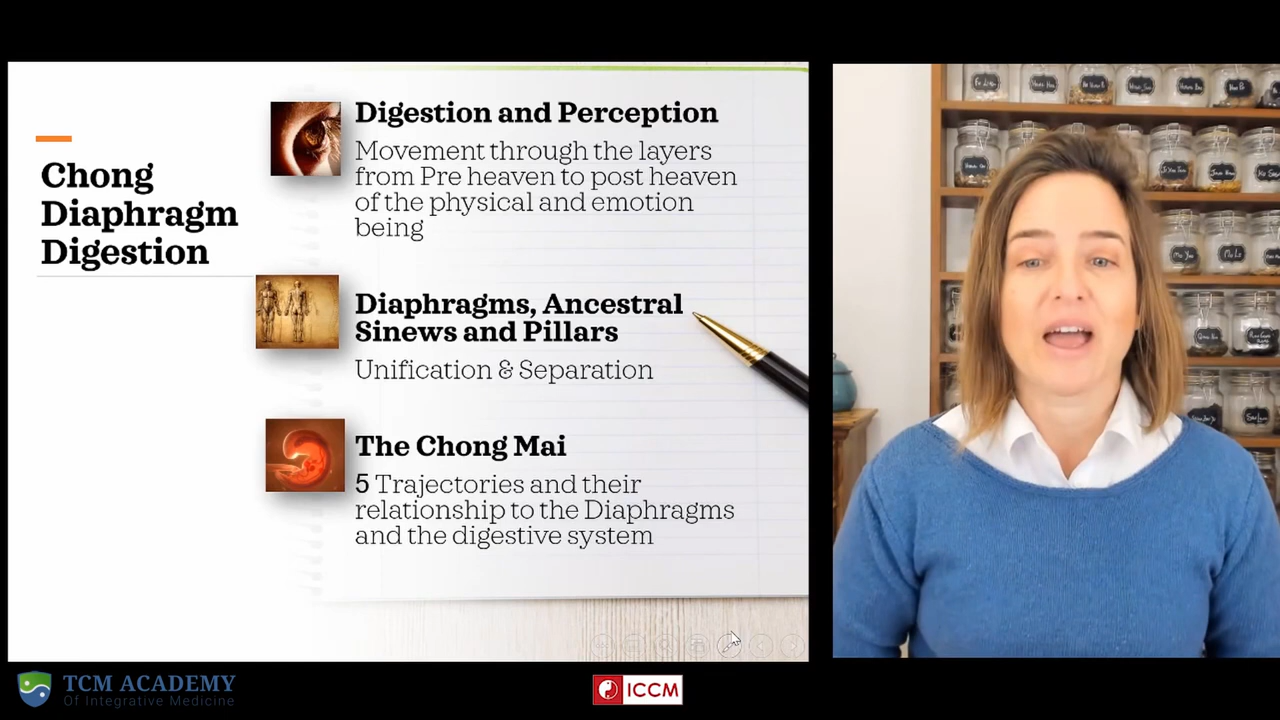 Chong
Diaphragm
Digestion
Digestion and Perception
Movement through the layers
from Pre heaven to post heaven
of the physical and emotion
being
Diaphragms, Ancestral
Sinews and Pillars
Unification & Separation
The Chong Mai
5 Trajectories and their
relationship to the Diaphragms
and the digestive system
TCM ACADEMY
Of Integrative Medicine
ICCM